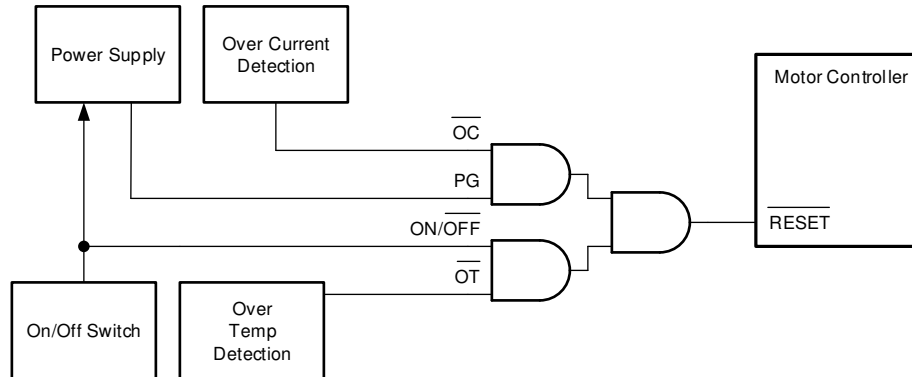 Power Supply
Over Current
Detection
Motor Controller
OC
PG
ON/OFF
RESET
OT
On/Off Switch
Over
Temp
Detection